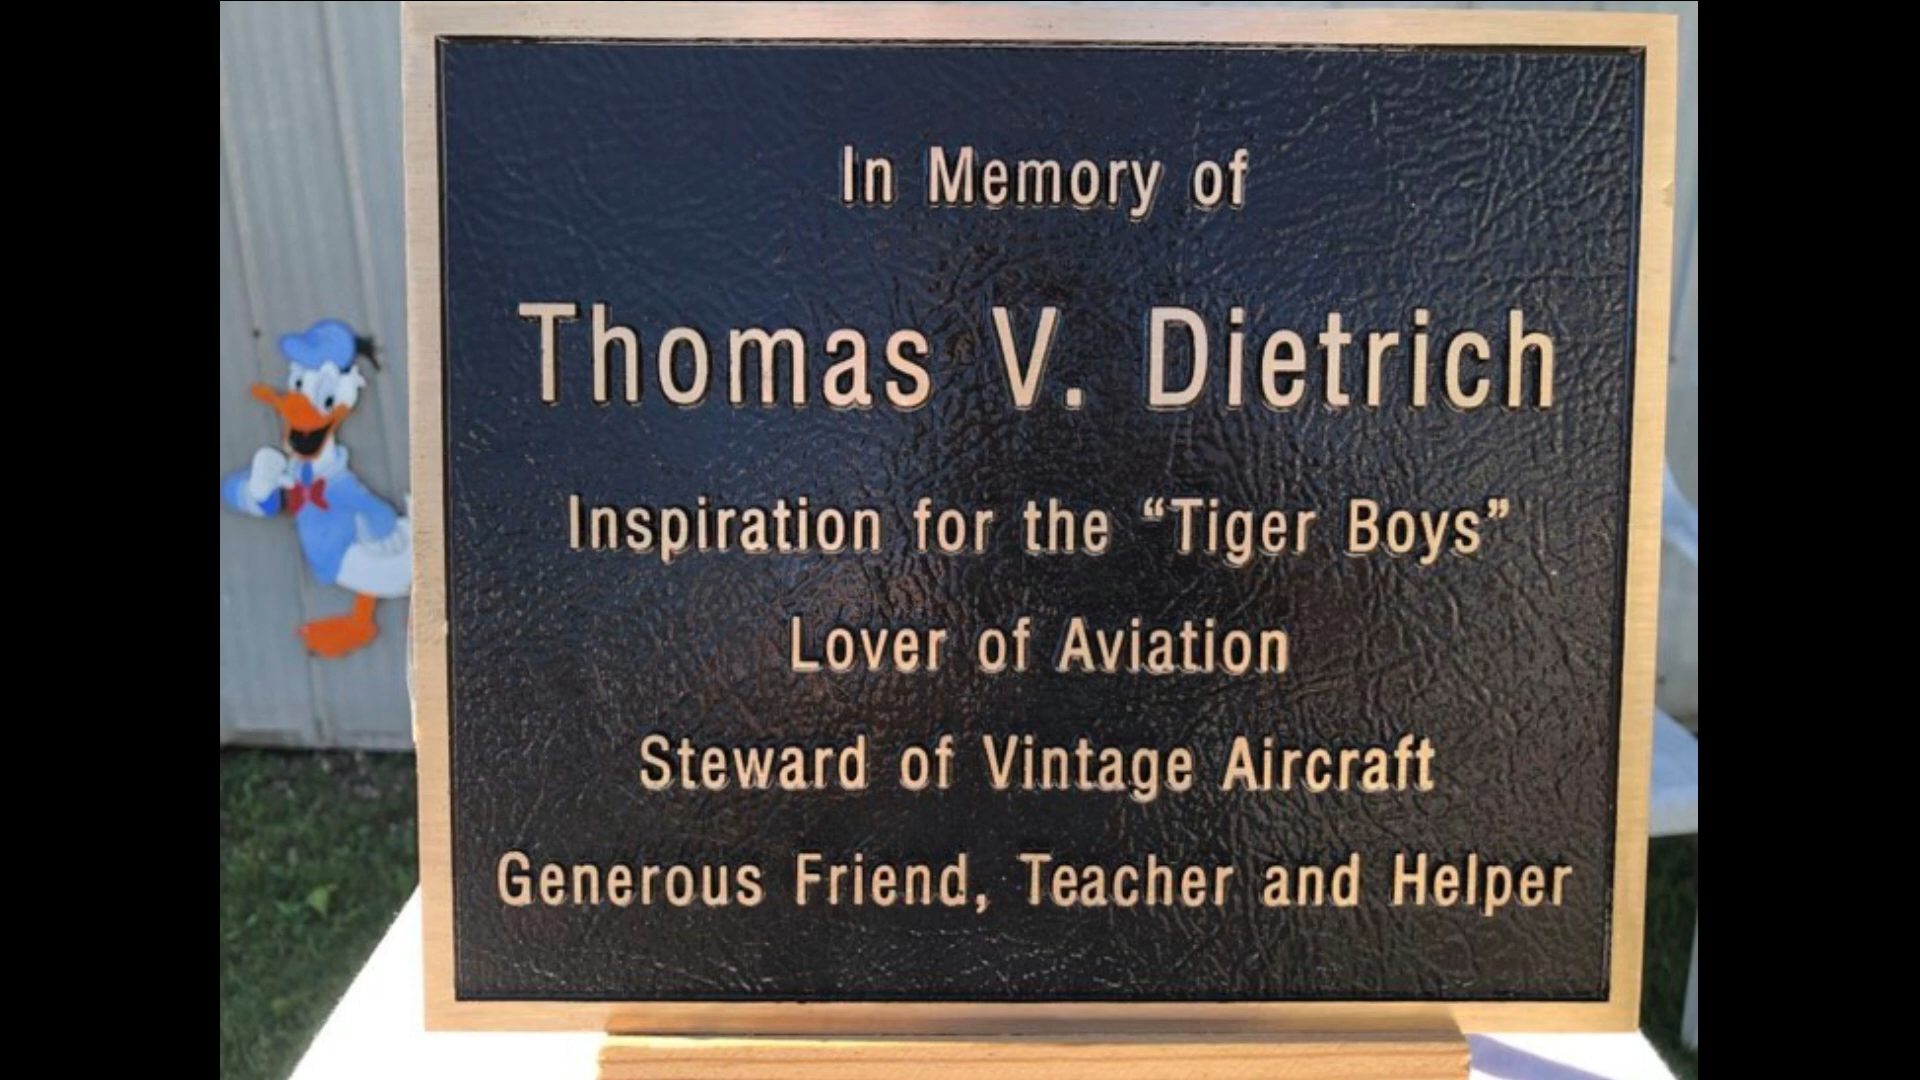 In Memory of
Thomas V. Dietrich
Inspiration for the “Tiger Boys”
Lover of Aviation
Steward of Vintage Aircraft
Generous Friend, Teacher and Helper